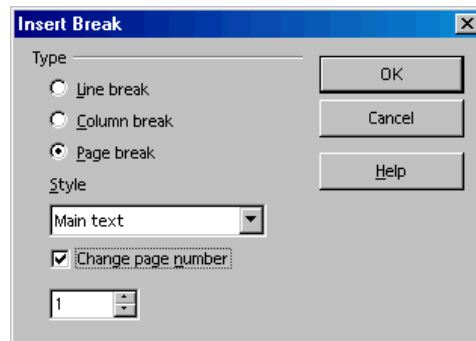 Insert Break
Type
Line break
Column break
Page break
Style
Main text
Change page number
1
OK
Cancel
Help